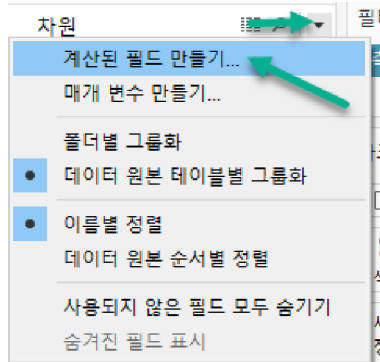 차원
계산된 필드 만들기...
매개 변수 만들기...
폴더별 그룹화
데이터 원본 테이블별 그룹화
이름별 정렬
데이터 원본 순서별 정렬
사용되지 않은 필드 모두 숨기기
숨겨진 필드 표시